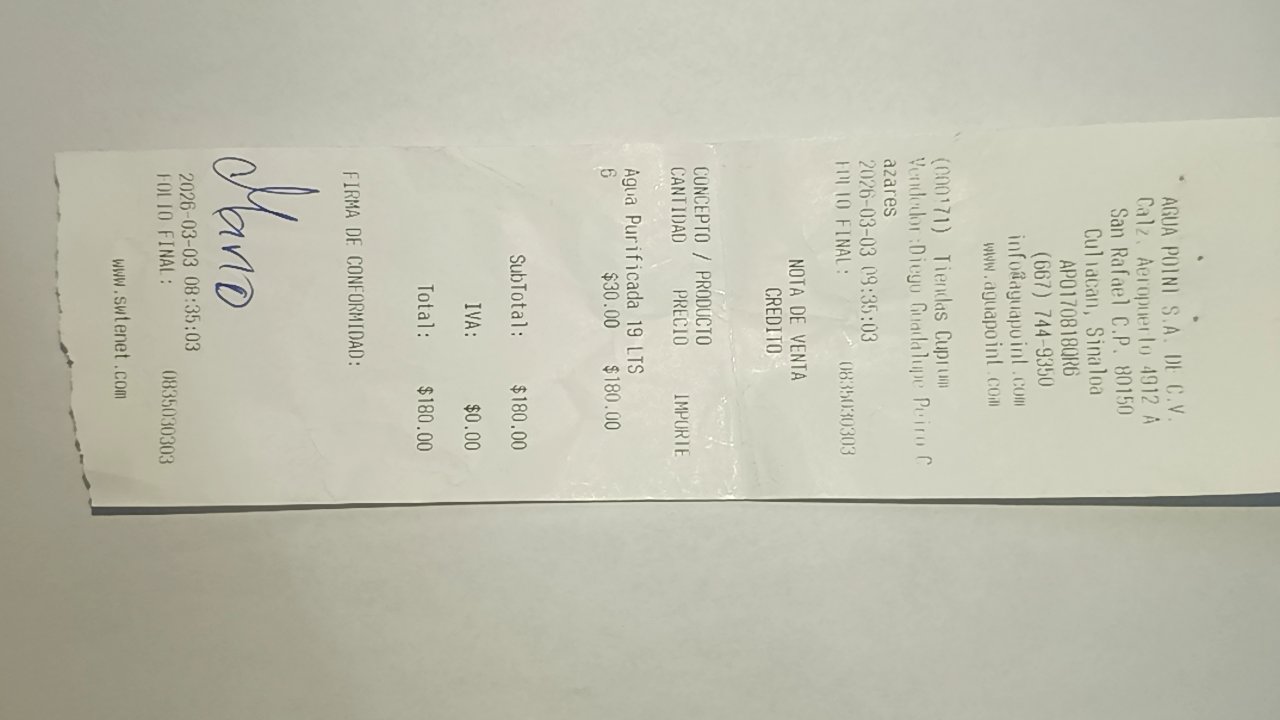 AGUA POINT S.A. DE C.V.
Calz. Aeropuerto 4912 A
San Rafael C.P. 80150
Culiacan, Sinaloa
APO170818QR6
(667) 744-9350
info@aguapoint.com
www.aguapoint.com
(000171) Tiendas Cuprum
Vendedor:Diego Guadalupe Peiro C
azares
2026-03-03 09:35:03
FOLIO FINAL: 0835030303
NOTA DE VENTA
CREDITO
CONCEPTO / PRODUCTO
CANTIDAD PRECIO IMPORTE
Agua Purificada 19 LTS
6 $30.00 $180.00
SubTotal: $180.00
IVA: $0.00
Total: $180.00
FIRMA DE CONFORMIDAD:
2026-03-03 08:35:03
FOLIO FINAL: 0835030303
www.swtenet.com